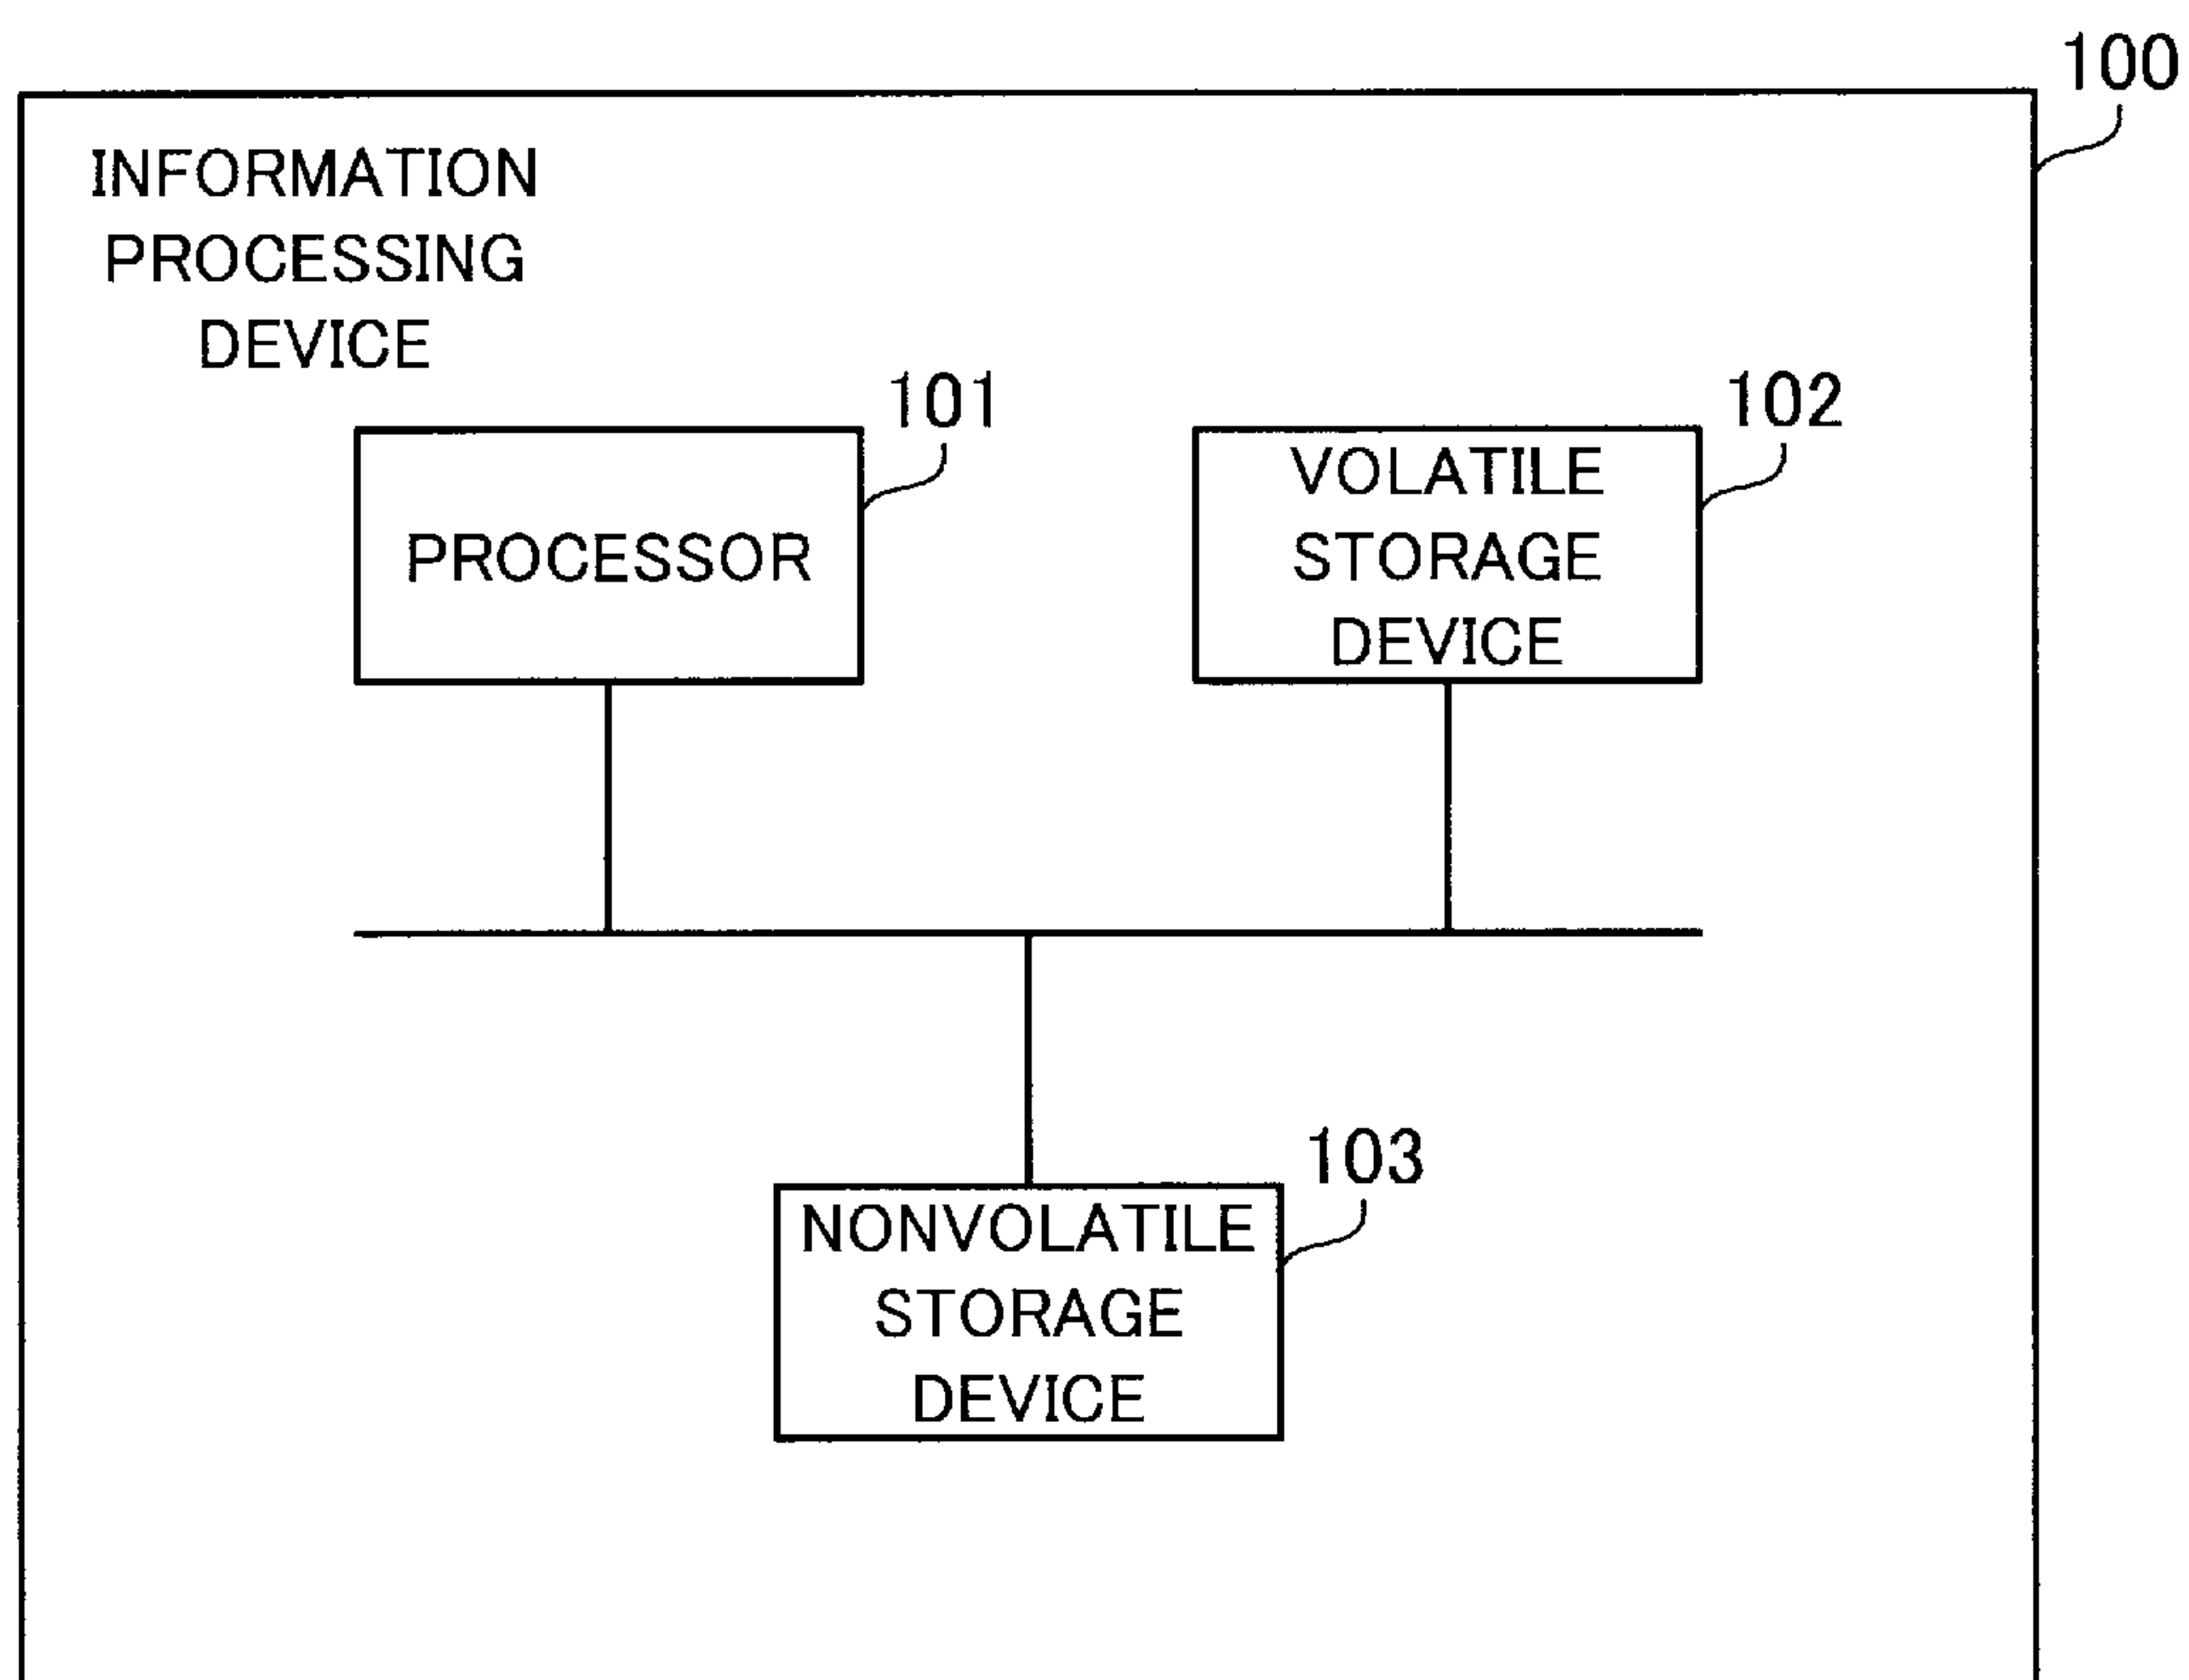 100
INFORMATION
PROCESSING
DEVICE
101
PROCESSOR
102
VOLATILE
STORAGE
DEVICE
103
NONVOLATILE
STORAGE
DEVICE